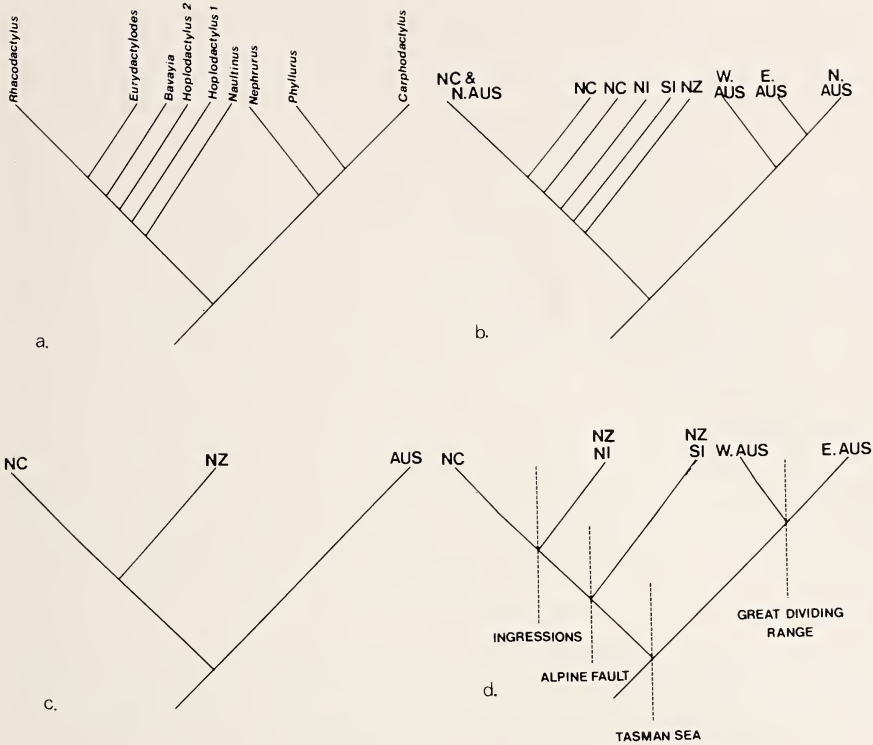 Rhacodactylus
Eurydactylodes
Bavayia
Hoplodactylus 2
Hoplodactylus 1
Naultinus
Nephrurus
Phyllurus
Carphodactylus
a.
NC &
N.AUS
NC
NC
NI
SI
NZ
W.
AUS
E.
AUS
N.
AUS
b.
NC
NZ
AUS
c.
NC
NZ
NI
NZ
SI
W.AUS
E.AUS
INGRESSIONS
ALPINE FAULT
TASMAN SEA
GREAT DIVIDING
RANGE
d.